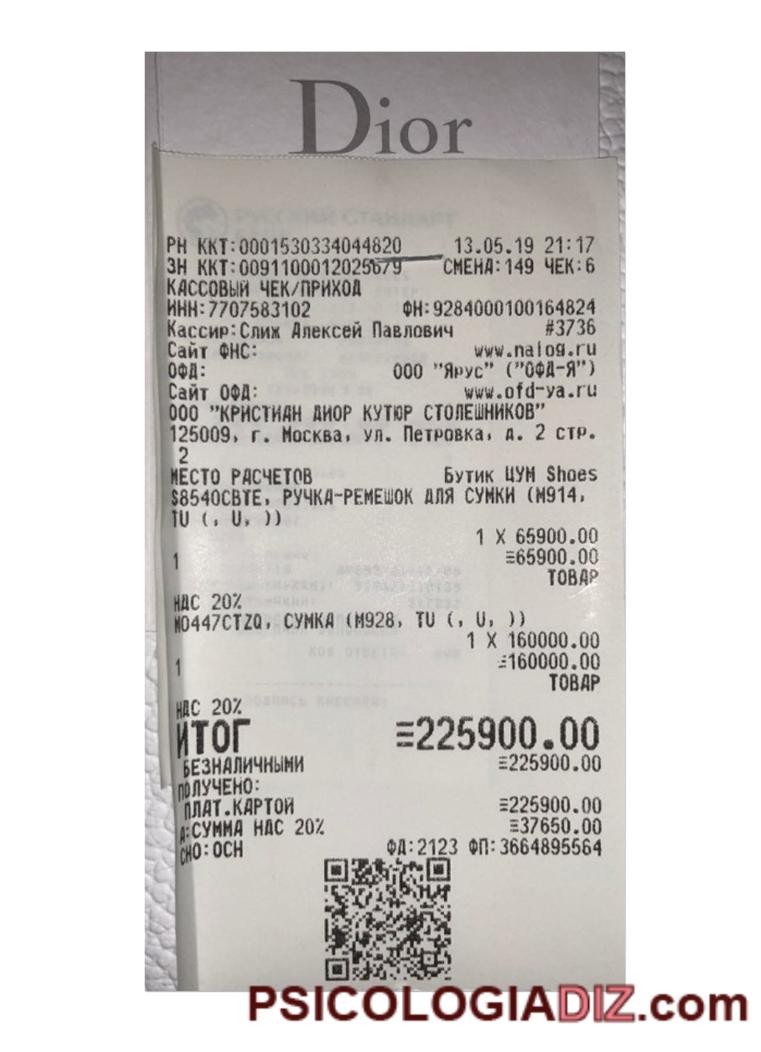 Dior
РУССКИЙ СТАНДАРТ
РН ККТ:0001530334044820 13.05.19 21:17
ЗН ККТ:0091100012025679 СМЕНА:149 ЧЕК:6
КАССОВЫЙ ЧЕК/ПРИХОД
ИНН:7707583102 ФН:9284000100164824
Кассир:Слиж Алексей Павлович #3736
Сайт ФНС: www.nalog.ru
ОФД: ООО "Ярус" ("ОФД-Я")
Сайт ОФД: www.ofd-ya.ru
ООО "КРИСТИАН ДИОР КУТЮР СТОЛЕШНИКОВ"
125009, г. Москва, ул. Петровка, д. 2 стр.
2
МЕСТО РАСЧЕТОВ Бутик ЦУМ Shoes
S8540CBTE, РУЧКА-РЕМЕШОК ДЛЯ СУМКИ (M914,
TU (, U, ))
1 X 65900.00
1 ≡65900.00
ТОВАР
НДС 20%
M0447CTZQ, СУМКА (M928, TU (, U, ))
1 X 160000.00
1 ≡160000.00
ТОВАР
НДС 20%
ИТОГ ≡225900.00
БЕЗНАЛИЧНЫМИ ≡225900.00
ПОЛУЧЕНО:
ПЛАТ.КАРТОЙ ≡225900.00
А:СУММА НДС 20% ≡37650.00
СНО:ОСН ФД:2123 ФП:3664895564
PSICOLOGIADIZ.com